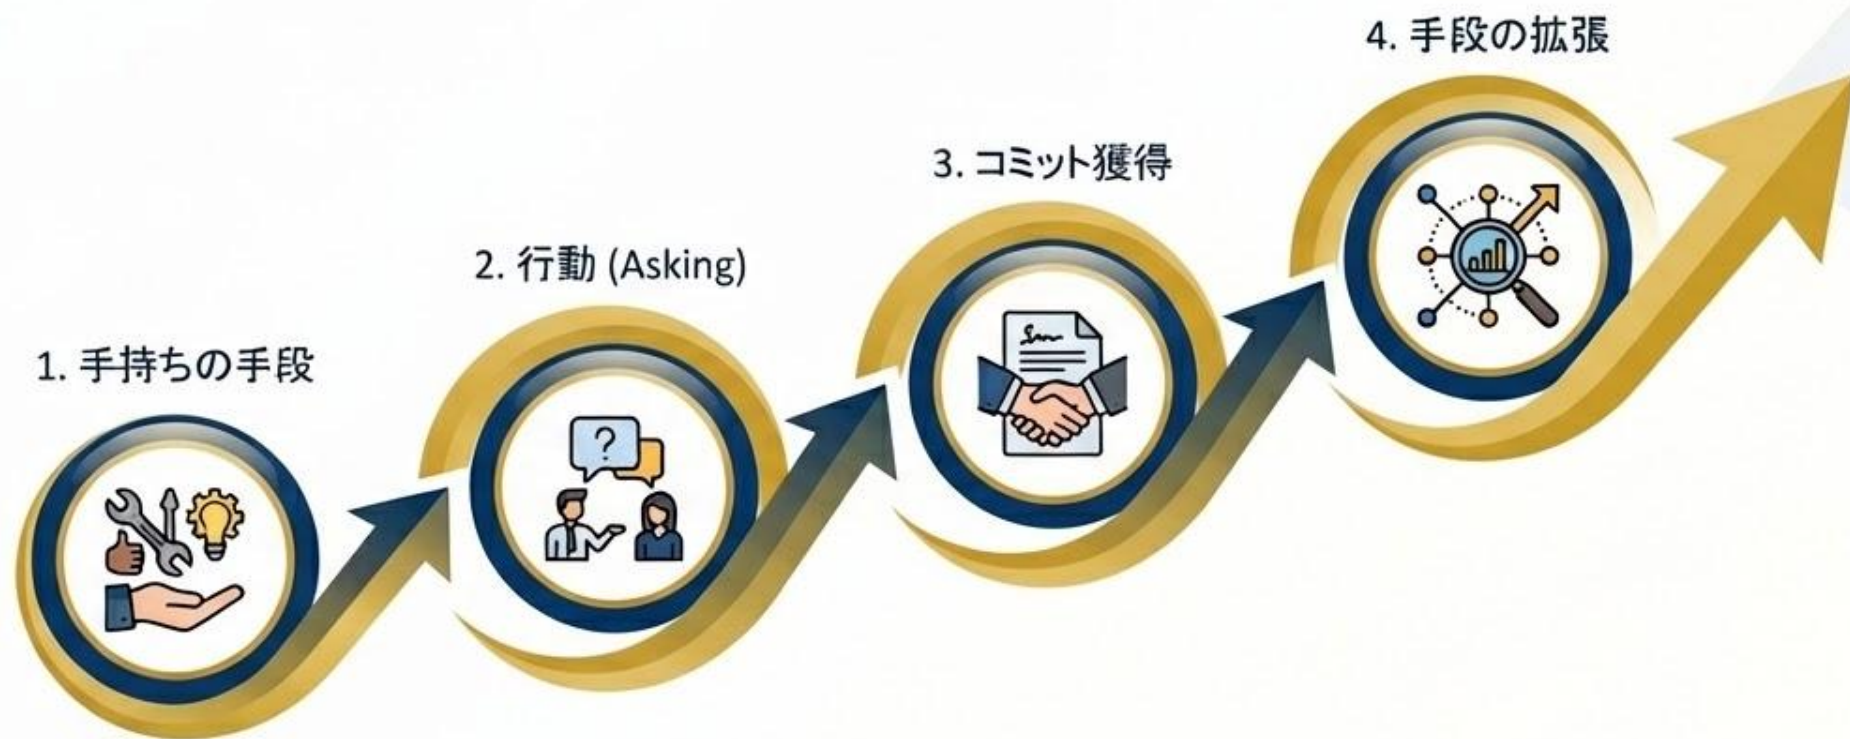 1. 手持ちの手段
2. 行動 (Asking)
3. コミット獲得
4. 手段の拡張
?